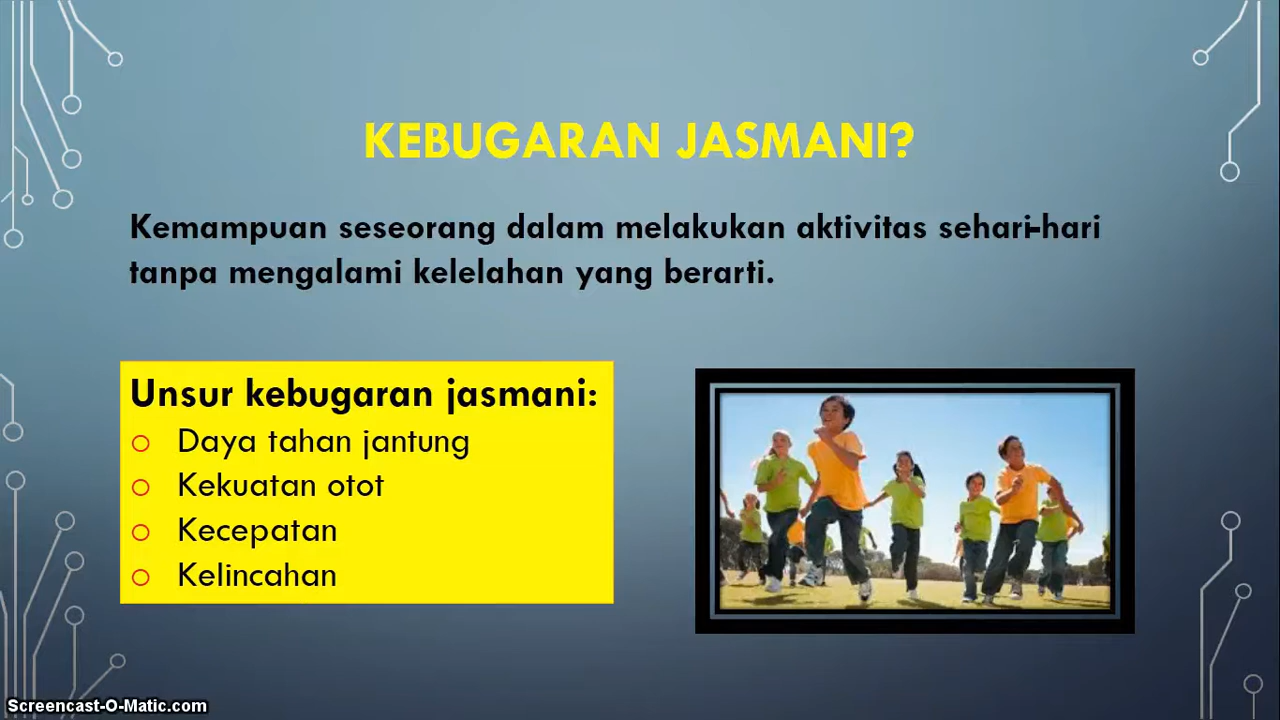 KEBUGARAN JASMANI?
Kemampuan seseorang dalam melakukan aktivitas sehari-hari
tanpa mengalami kelelahan yang berarti.
Unsur kebugaran jasmani:
Daya tahan jantung
Kekuatan otot
Kecepatan
Kelincahan
Screencast-O-Matic.com